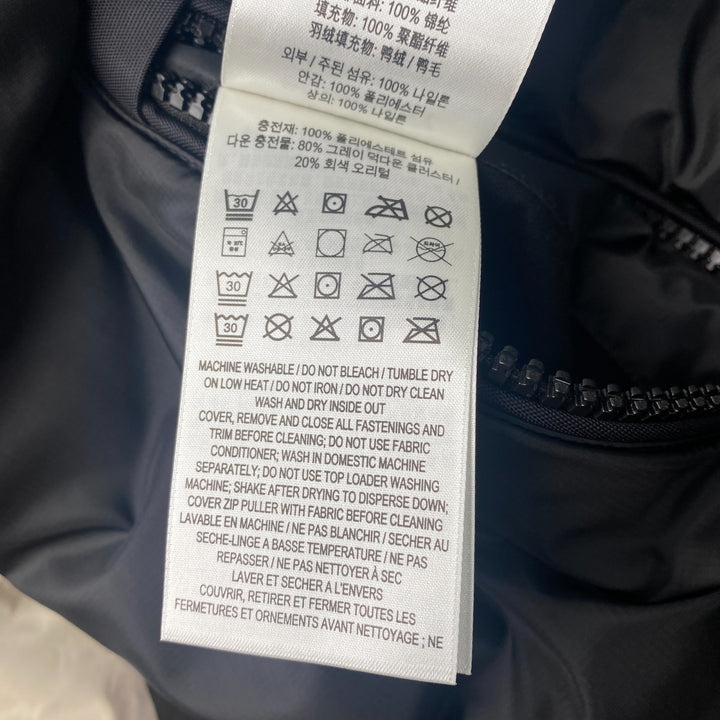 100% 锦纶
填充物: 100% 聚酯纤维
羽绒填充物: 鸭绒 / 鸭毛
외부 / 주된 섬유: 100% 나일론
안감: 100% 폴리에스터
상의: 100% 나일론
충전재: 100% 폴리에스테르 섬유
다운 충전물: 80% 그레이 덕다운 클러스터 /
20% 회색 오리털
30
30
30
MACHINE WASHABLE / DO NOT BLEACH / TUMBLE DRY
ON LOW HEAT / DO NOT IRON / DO NOT DRY CLEAN
WASH AND DRY INSIDE OUT
COVER, REMOVE AND CLOSE ALL FASTENINGS AND
TRIM BEFORE CLEANING; DO NOT USE FABRIC
CONDITIONER; WASH IN DOMESTIC MACHINE
SEPARATELY; DO NOT USE TOP LOADER WASHING
MACHINE; SHAKE AFTER DRYING TO DISPERSE DOWN;
COVER ZIP PULLER WITH FABRIC BEFORE CLEANING
LAVABLE EN MACHINE / NE PAS BLANCHIR / SECHER AU
SECHE-LINGE A BASSE TEMPERATURE / NE PAS
REPASSER / NE PAS NETTOYER À SEC
LAVER ET SECHER A L'ENVERS
COUVRIR, RETIRER ET FERMER TOUTES LES
FERMETURES ET ORNEMENTS AVANT NETTOYAGE ; NE